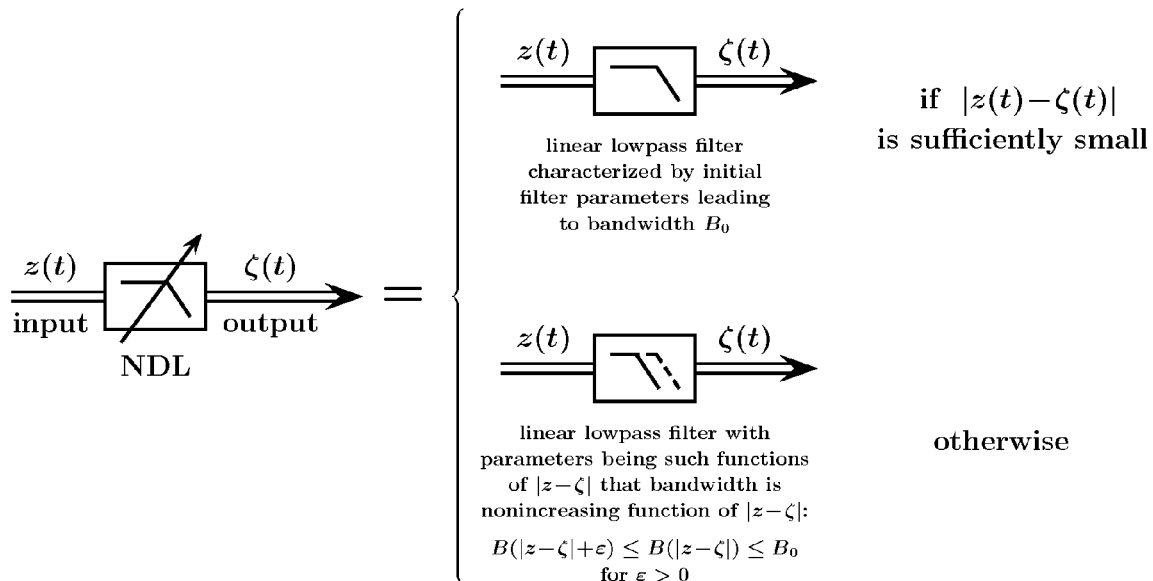 z(t)
ζ(t)
input
output
NDL
=
z(t)
ζ(t)
linear lowpass filter
characterized by initial
filter parameters leading
to bandwidth B₀
if |z(t)−ζ(t)|
is sufficiently small
z(t)
ζ(t)
linear lowpass filter with
parameters being such functions
of |z−ζ| that bandwidth is
nonincreasing function of |z−ζ|:
B(|z−ζ|+ε) ≤ B(|z−ζ|) ≤ B₀
for ε > 0
otherwise